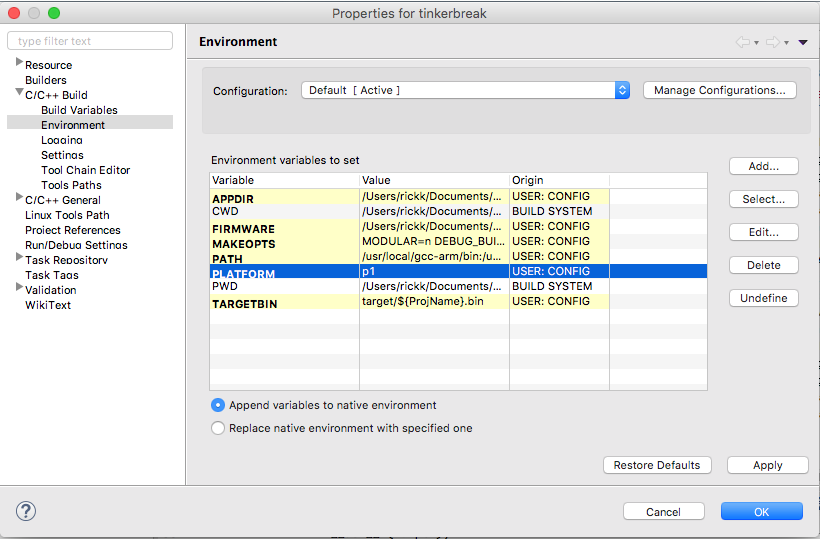 Properties for tinkerbreak
type filter text
Environment
Resource
Builders
C/C++ Build
Build Variables
Environment
Logging
Settings
Tool Chain Editor
Tools Paths
C/C++ General
Linux Tools Path
Project References
Run/Debug Settings
Task Repository
Task Tags
Validation
WikiText
Configuration:
Default [ Active ]
Manage Configurations...
Environment variables to set
Variable Value Origin
APPDIR /Users/rickk/Documents/... USER: CONFIG
CWD /Users/rickk/Documents/... BUILD SYSTEM
FIRMWARE /Users/rickk/Documents/... USER: CONFIG
MAKEOPTS MODULAR=n DEBUG_BUI... USER: CONFIG
PATH /usr/local/gcc-arm/bin:/u... USER: CONFIG
PLATFORM p1 USER: CONFIG
PWD /Users/rickk/Documents/... BUILD SYSTEM
TARGETBIN target/${ProjName}.bin USER: CONFIG
Add...
Select...
Edit...
Delete
Undefine
Append variables to native environment
Replace native environment with specified one
Restore Defaults
Apply
?
Cancel
OK